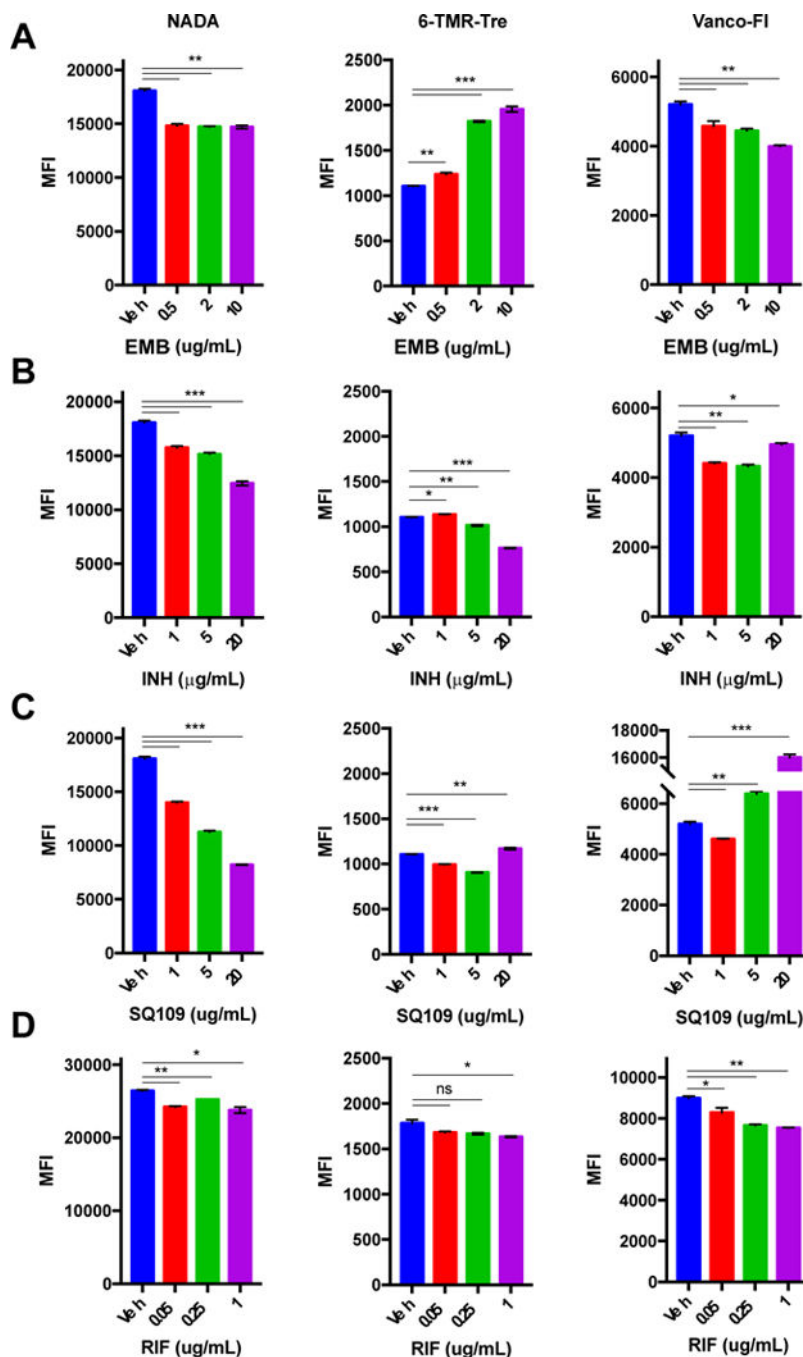 NADA 6-TMR-Tre Vanco-Fl
A
** *** ** **
20000 15000 10000 5000 0
MFI
Veh 0.5 2 10
EMB (ug/mL)
2500 2000 1500 1000 500 0
MFI
Veh 0.5 2 10
EMB (ug/mL)
6000 4000 2000 0
MFI
Veh 0.5 2 10
EMB (ug/mL)
B
*** *** ** * * **
20000 15000 10000 5000 0
MFI
Veh 1 5 20
INH (μg/mL)
2500 2000 1500 1000 500 0
MFI
Veh 1 5 20
INH (μg/mL)
6000 4000 2000 0
MFI
Veh 1 5 20
INH (μg/mL)
C
*** ** *** *** **
20000 15000 10000 5000 0
MFI
Veh 1 5 20
SQ109 (ug/mL)
2500 2000 1500 1000 500 0
MFI
Veh 1 5 20
SQ109 (ug/mL)
18000 16000 6000 4000 2000 0
MFI
Veh 1 5 20
SQ109 (ug/mL)
D
* ** * ns ** *
30000 20000 10000 0
MFI
Veh 0.05 0.25 1
RIF (ug/mL)
2500 2000 1500 1000 500 0
MFI
Veh 0.05 0.25 1
RIF (ug/mL)
10000 8000 6000 4000 2000 0
MFI
Veh 0.05 0.25 1
RIF (ug/mL)